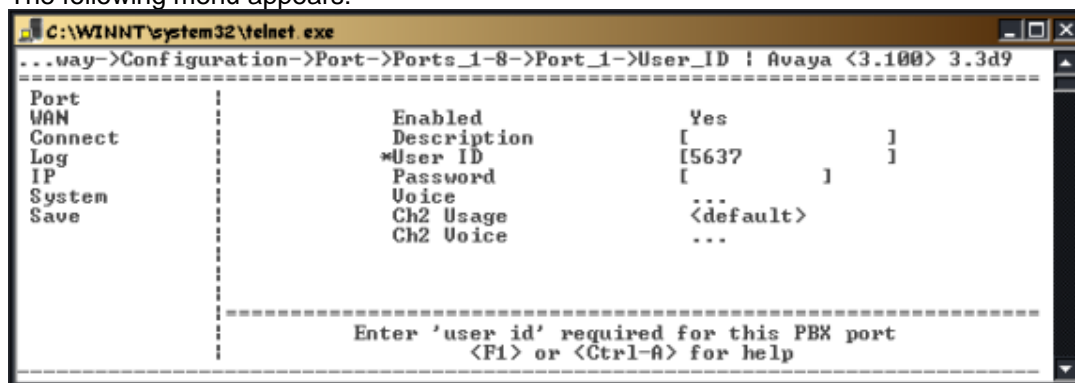 The following menu appears:
C:\WINNT\system32\telnet.exe
...way->Configuration->Port->Ports_1-8->Port_1->User_ID | Avaya <3.100> 3.3d9
Port
WAN Enabled Yes
Connect Description [ ]
Log *User ID [5637 ]
IP Password [ ]
System Voice ...
Save Ch2 Usage <default>
Ch2 Voice ...
Enter 'user id' required for this PBX port
<F1> or <Ctrl-A> for help